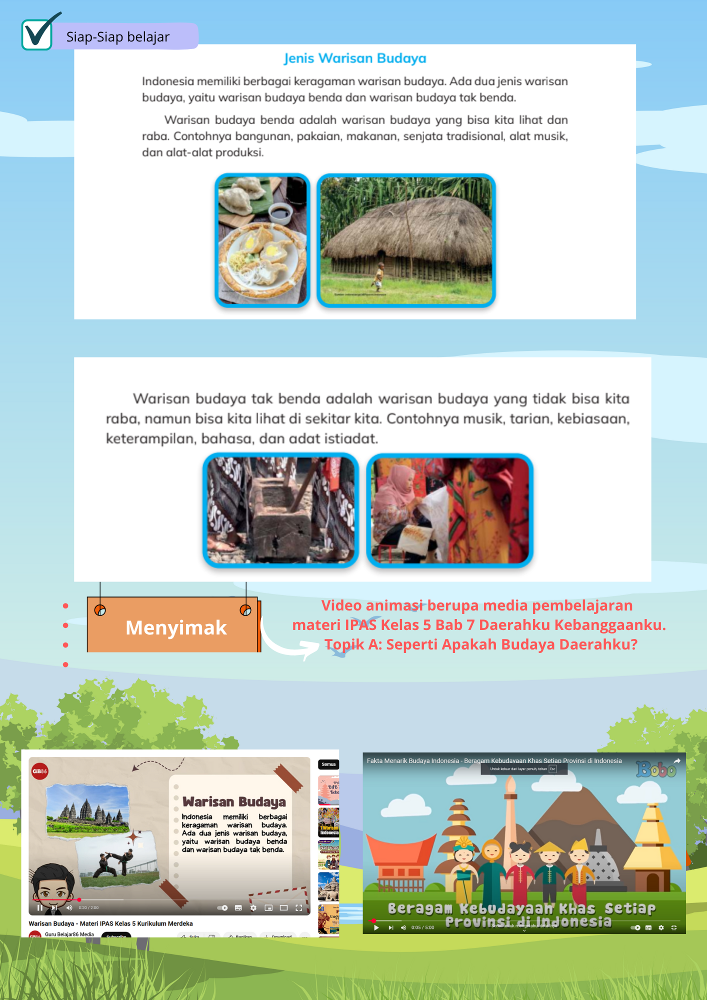 Siap-Siap belajar
Jenis Warisan Budaya
Indonesia memiliki berbagai keragaman warisan budaya. Ada dua jenis warisan
budaya, yaitu warisan budaya benda dan warisan budaya tak benda.
Warisan budaya benda adalah warisan budaya yang bisa kita lihat dan
raba. Contohnya bangunan, pakaian, makanan, senjata tradisional, alat musik,
dan alat-alat produksi.
Warisan budaya tak benda adalah warisan budaya yang tidak bisa kita
raba, namun bisa kita lihat di sekitar kita. Contohnya musik, tarian, kebiasaan,
keterampilan, bahasa, dan adat istiadat.
Menyimak
Video animasi berupa media pembelajaran
materi IPAS Kelas 5 Bab 7 Daerahku Kebanggaanku.
Topik A: Seperti Apakah Budaya Daerahku?
GB86
Warisan Budaya
Indonesia memiliki berbagai
keragaman warisan budaya.
Ada dua jenis warisan budaya,
yaitu warisan budaya benda
dan warisan budaya tak benda.
0:20 / 2:00
Semua
BAB
7 Warisan
Indonesia
Nabi Yusuf
Warisan Budaya - Materi IPAS Kelas 5 Kurikulum Merdeka
Guru Belajar86 Media
Subscribe
Suka
Bagikan
Download
Fakta Menarik Budaya Indonesia - Beragam Kebudayaan Khas Setiap Provinsi di Indonesia
Untuk keluar dari layar penuh, tekan Esc
Bobo
Beragam Kebudayaan Khas Setiap
Provinsi di Indonesia
Scroll untuk mengetahui detailnya
0:05 / 5:00